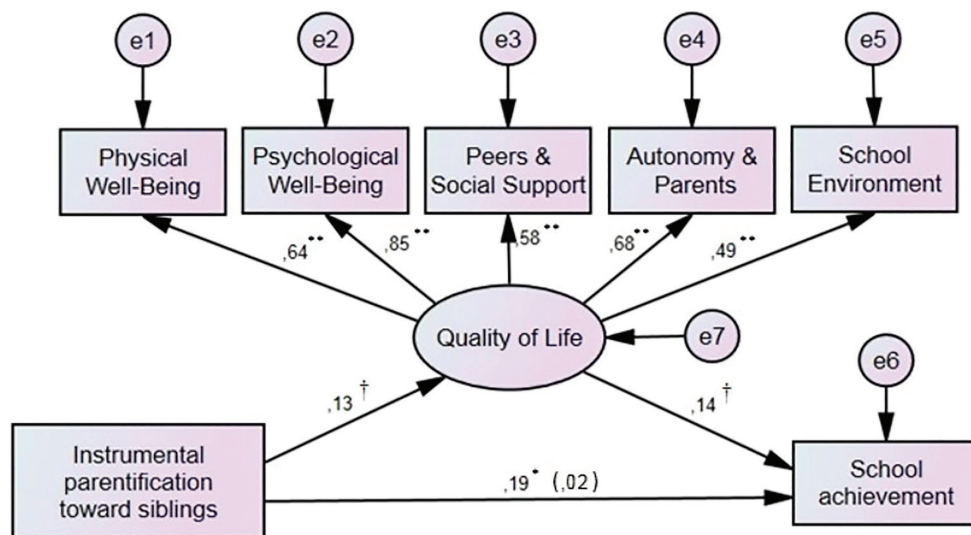 e1
e2
e3
e4
e5
Physical
Well-Being
Psychological
Well-Being
Peers &
Social Support
Autonomy &
Parents
School
Environment
,64**
,85**
,58**
,68**
,49**
Quality of Life
e7
e6
,13†
,14†
Instrumental
parentification
toward siblings
,19* (,02)
School
achievement